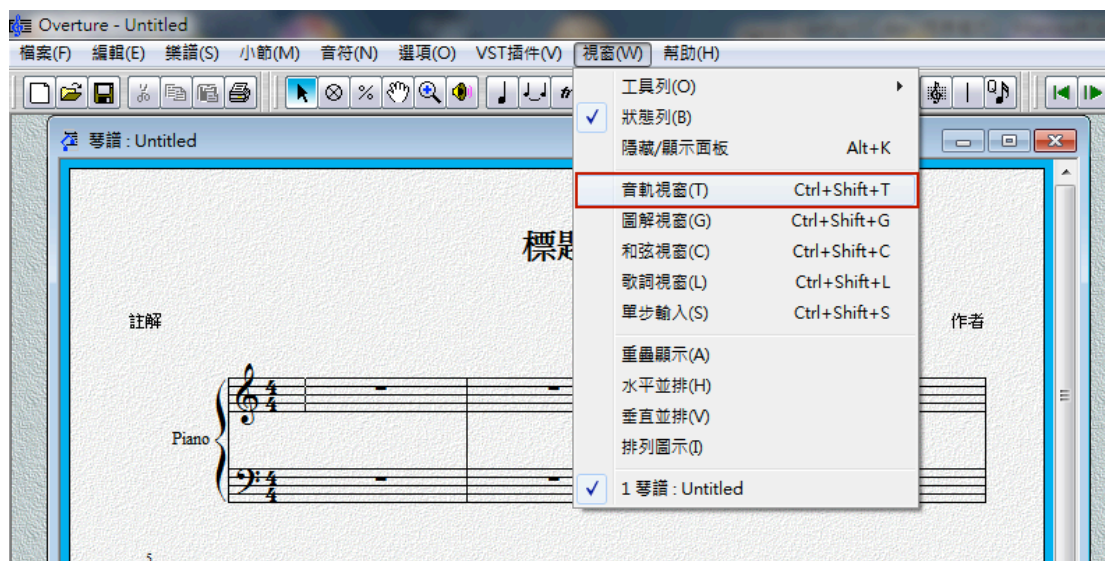 Overture - Untitled
檔案(F) 編輯(E) 樂譜(S) 小節(M) 音符(N) 選項(O) VST插件(V) 視窗(W) 幫助(H)
工具列(O)
狀態列(B)
隱藏/顯示面板 Alt+K
音軌視窗(T) Ctrl+Shift+T
圖解視窗(G) Ctrl+Shift+G
和弦視窗(C) Ctrl+Shift+C
歌詞視窗(L) Ctrl+Shift+L
單步輸入(S) Ctrl+Shift+S
重疊顯示(A)
水平並排(H)
垂直並排(V)
排列圖示(I)
1 琴譜 : Untitled
琴譜 : Untitled
標題
註解
作者
Piano
5